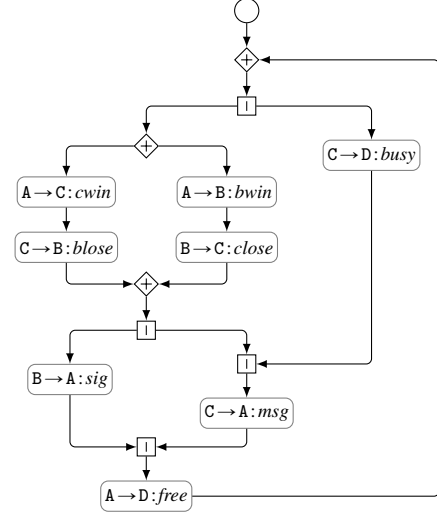 +
|
+
C→D:busy
A→C:cwin A→B:bwin
C→B:blose B→C:close
+
|
|
B→A:sig
C→A:msg
|
A→D:free